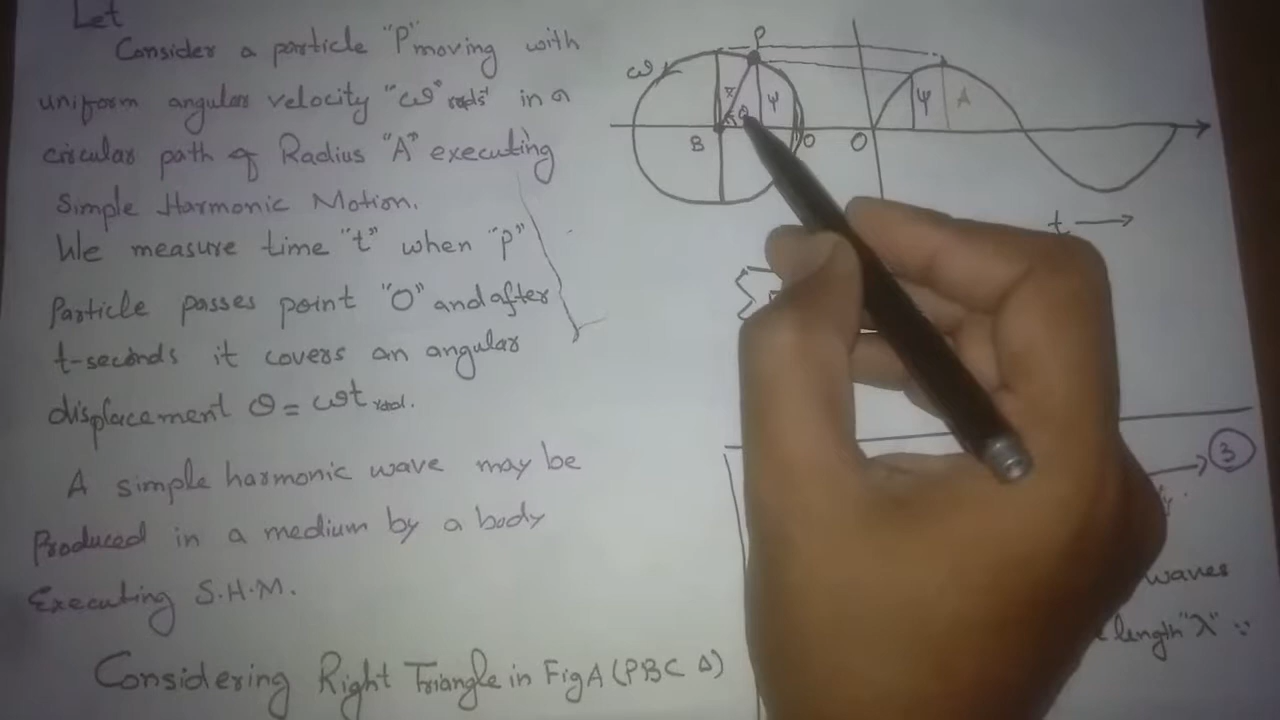 Let
Consider a particle "P" moving with
uniform angular velocity "ω" rads⁻¹ in a
circular path of Radius "A" executing
Simple Harmonic Motion.
We measure time "t" when "P"
Particle passes point "O" and after
t-seconds it covers an angular
displacement θ = ωt rad.
A simple harmonic wave may be
Produced in a medium by a body
Executing S.H.M.
Considering Right Triangle in Fig A (PBC Δ)
P
ω
θ
ψ
B
O
O
ψ
A
t
3
waves
length "λ" ∵